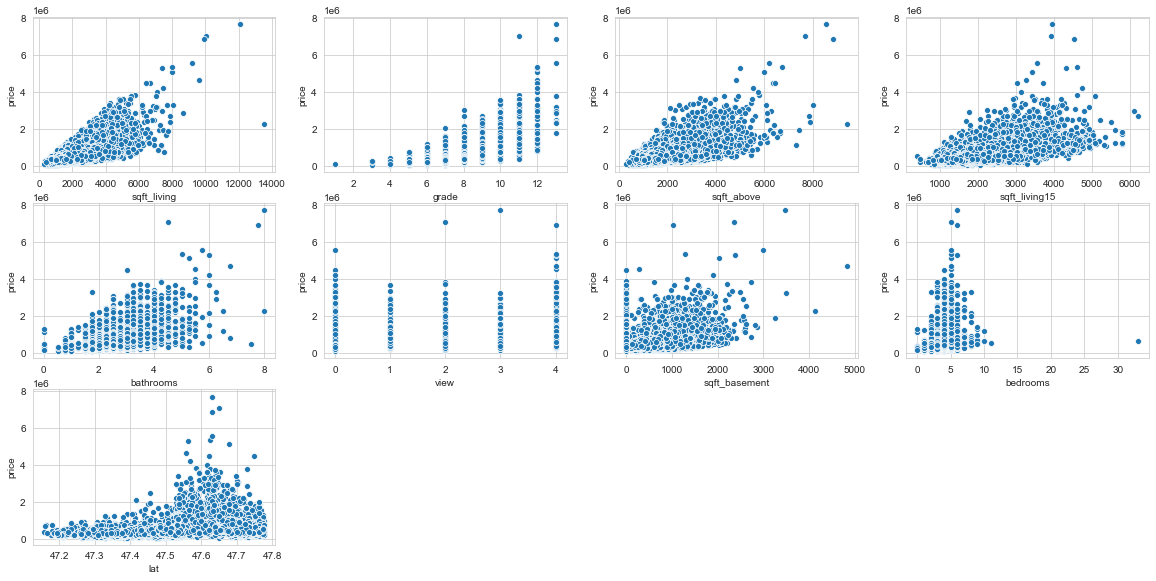 1e6 1e6 1e6 1e6
8 8 8 8
6 6 6 6
price price price price
4 4 4 4
2 2 2 2
0 0 0 0
0 2000 4000 6000 8000 10000 12000 14000 2 4 6 8 10 12 0 2000 4000 6000 8000 1000 2000 3000 4000 5000 6000
sqft_living grade sqft_above sqft_living15
1e6 1e6 1e6 1e6
8 8 8 8
6 6 6 6
price price price price
4 4 4 4
2 2 2 2
0 0 0 0
0 2 4 6 8 0 1 2 3 4 0 1000 2000 3000 4000 5000 0 5 10 15 20 25 30
bathrooms view sqft_basement bedrooms
1e6
8
6
price
4
2
0
47.2 47.3 47.4 47.5 47.6 47.7 47.8
lat